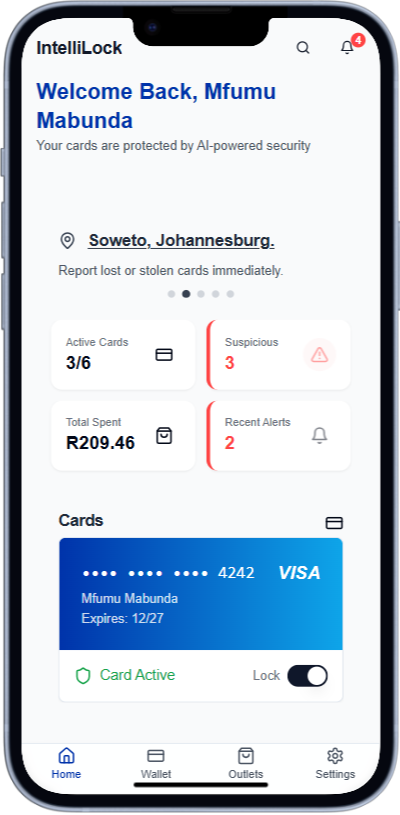 IntelliLock
4
Welcome Back, Mfumu
Mabunda
Your cards are protected by AI-powered security
Soweto, Johannesburg.
Report lost or stolen cards immediately.
Active Cards
3/6
Suspicious
3
Total Spent
R209.46
Recent Alerts
2
Cards
•••• •••• •••• 4242 VISA
Mfumu Mabunda
Expires: 12/27
Card Active Lock
Home Wallet Outlets Settings